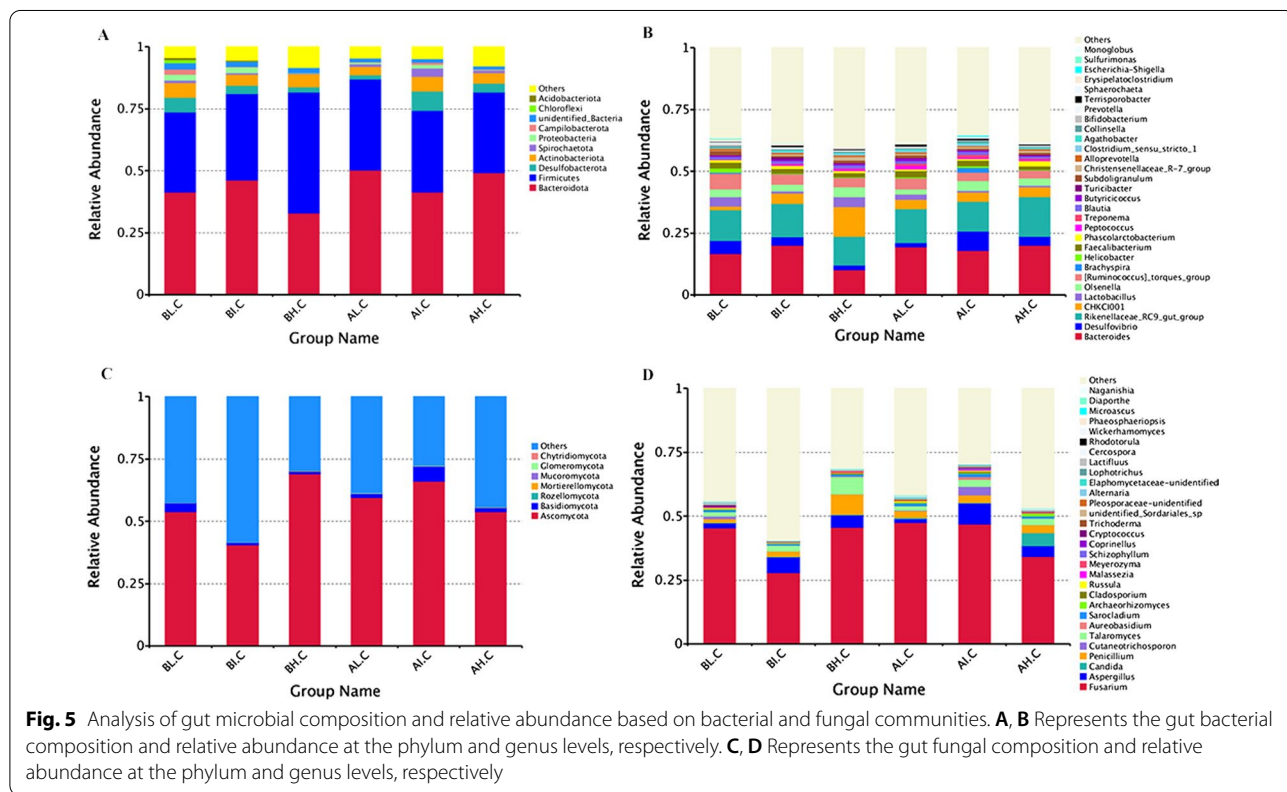 A
Relative Abundance
1
0.75
0.5
0.25
0
BL.C
BI.C
BH.C
AL.C
AI.C
AH.C
Group Name
Others
Acidobacteriota
Chloroflexi
unidentified_Bacteria
Campilobacterota
Proteobacteria
Spirochaetota
Actinobacteriota
Desulfobacterota
Firmicutes
Bacteroidota
B
Relative Abundance
1
0.75
0.5
0.25
0
BL.C
BI.C
BH.C
AL.C
AI.C
AH.C
Group Name
Others
Monoglobus
Sulfurimonas
Escherichia-Shigella
Erysipelatoclostridium
Sphaerochaeta
Terrisporobacter
Prevotella
Bifidobacterium
Collinsella
Agathobacter
Clostridium_sensu_stricto_1
Alloprevotella
Christensenellaceae_R-7_group
Subdoligranulum
Turicibacter
Butyricicoccus
Blautia
Treponema
Peptococcus
Phascolarctobacterium
Faecalibacterium
Helicobacter
Brachyspira
[Ruminococcus]_torques_group
Olsenella
Lactobacillus
CHKCI001
Rikenellaceae_RC9_gut_group
Desulfovibrio
Bacteroides
C
Relative Abundance
1
0.75
0.5
0.25
0
BL.C
BI.C
BH.C
AL.C
AI.C
AH.C
Group Name
Others
Chytridiomycota
Glomeromycota
Mucoromycota
Mortierellomycota
Rozellomycota
Basidiomycota
Ascomycota
D
Relative Abundance
1
0.75
0.5
0.25
0
BL.C
BI.C
BH.C
AL.C
AI.C
AH.C
Group Name
Others
Naganishia
Diaporthe
Microascus
Phaeosphaeriopsis
Wickerhamomyces
Rhodotorula
Cercospora
Lactifluus
Lophotrichus
Elaphomycetaceae-unidentified
Alternaria
Pleosporaceae-unidentified
unidentified_Sordariales_sp
Trichoderma
Cryptococcus
Coprinellus
Schizophyllum
Meyerozyma
Malassezia
Russula
Cladosporium
Archaeorhizomyces
Sarocladium
Aureobasidium
Talaromyces
Cutaneotrichosporon
Penicillium
Candida
Aspergillus
Fusarium
Fig. 5 Analysis of gut microbial composition and relative abundance based on bacterial and fungal communities. A, B Represents the gut bacterial
composition and relative abundance at the phylum and genus levels, respectively. C, D Represents the gut fungal composition and relative
abundance at the phylum and genus levels, respectively